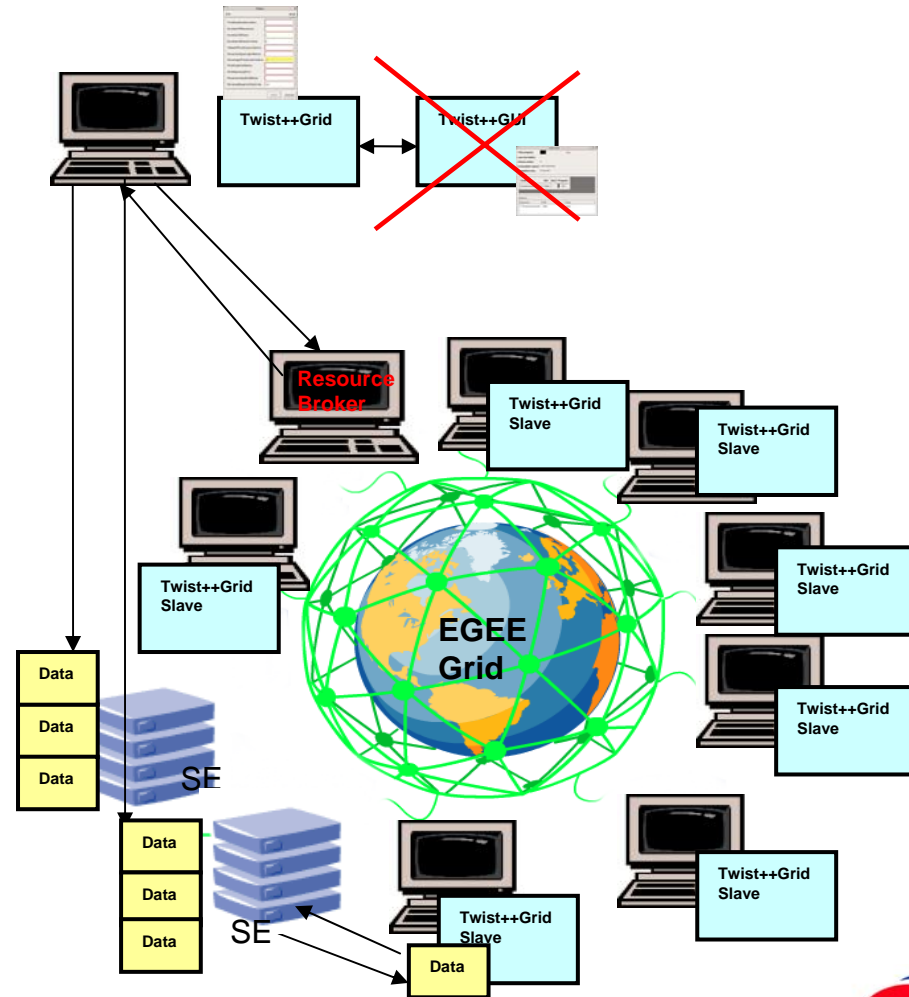 Twist++Grid
Twist++GUI
Resource
Broker
Twist++Grid
Slave
Twist++Grid
Slave
Twist++Grid
Slave
Twist++Grid
Slave
EGEE
Grid
Data
Data
Data
SE
Twist++Grid
Slave
Data
Data
Data
SE
Twist++Grid
Slave
Data
Twist++Grid
Slave